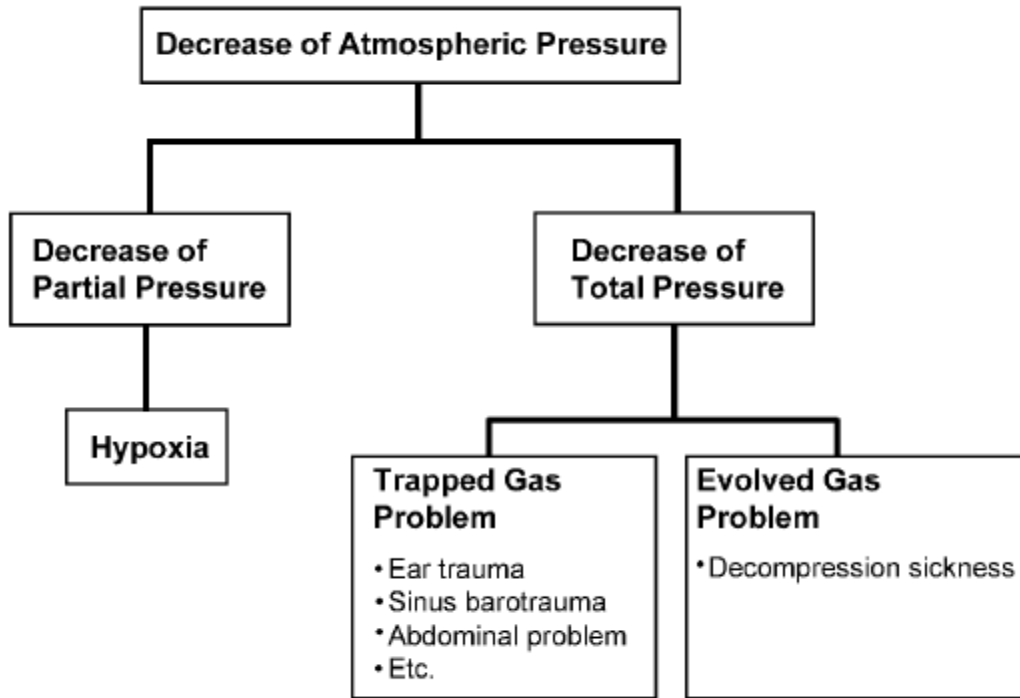 Decrease of Atmospheric Pressure
Decrease of
Partial Pressure
Decrease of
Total Pressure
Hypoxia
Trapped Gas
Problem
• Ear trauma
• Sinus barotrauma
• Abdominal problem
• Etc.
Evolved Gas
Problem
• Decompression sickness